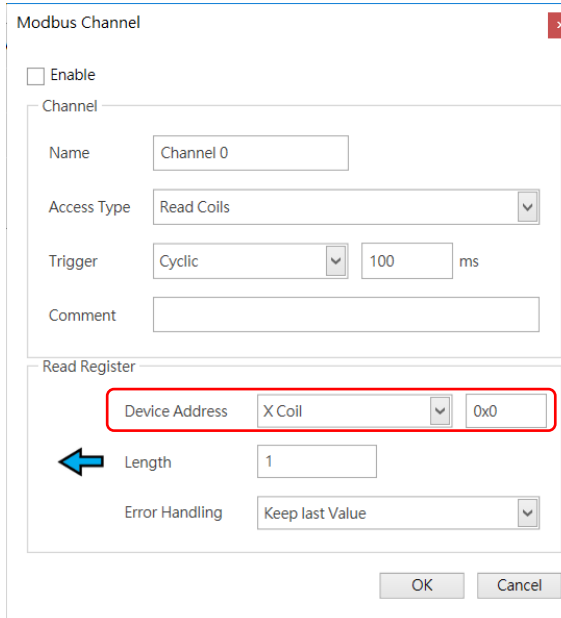 Modbus Channel
Enable
Channel
Name Channel 0
Access Type Read Coils
Trigger Cyclic 100 ms
Comment
Read Register
Device Address X Coil 0x0
Length 1
Error Handling Keep last Value
OK Cancel